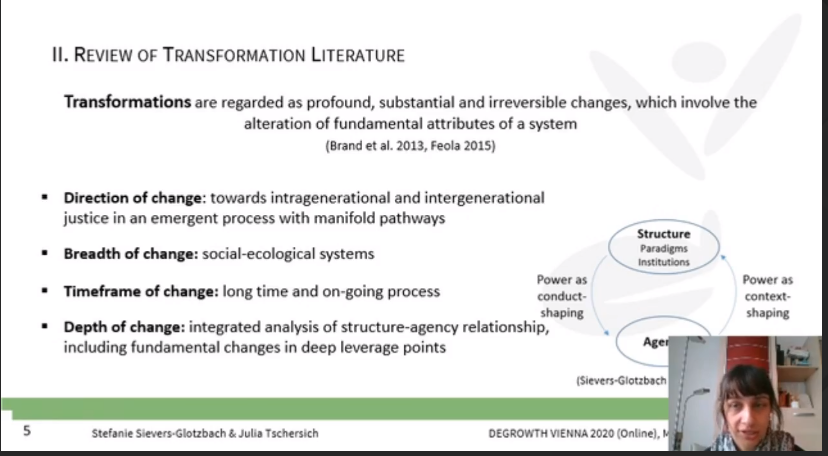 II. REVIEW OF TRANSFORMATION LITERATURE
Transformations are regarded as profound, substantial and irreversible changes, which involve the
alteration of fundamental attributes of a system
(Brand et al. 2013, Feola 2015)
▪ Direction of change: towards intragenerational and intergenerational
justice in an emergent process with manifold pathways
▪ Breadth of change: social-ecological systems
▪ Timeframe of change: long time and on-going process
▪ Depth of change: integrated analysis of structure-agency relationship,
including fundamental changes in deep leverage points
Structure
Paradigms
Institutions
Power as
conduct-
shaping
Power as
context-
shaping
(Sievers-Glotzbach
5
Stefanie Sievers-Glotzbach & Julia Tschersich
DEGROWTH VIENNA 2020 (Online),